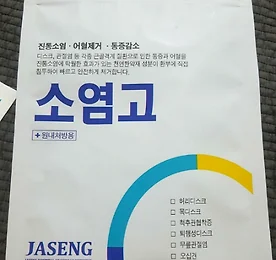 진통소염 · 어혈제거 · 통증감소
디스크, 관절염 등 각종 근골격계 질환으로 인한 통증과 어혈을
진통소염에 탁월한 효과가 있는 천연한약재 성분이 환부에 직접
침투하여 빠르고 안전하게 제거합니다.
소염고
+원내처방용
□ 허리디스크
□ 목디스크
□ 척추관협착증
□ 퇴행성디스크
□ 무릎관절염
□ 오십견
JASENG